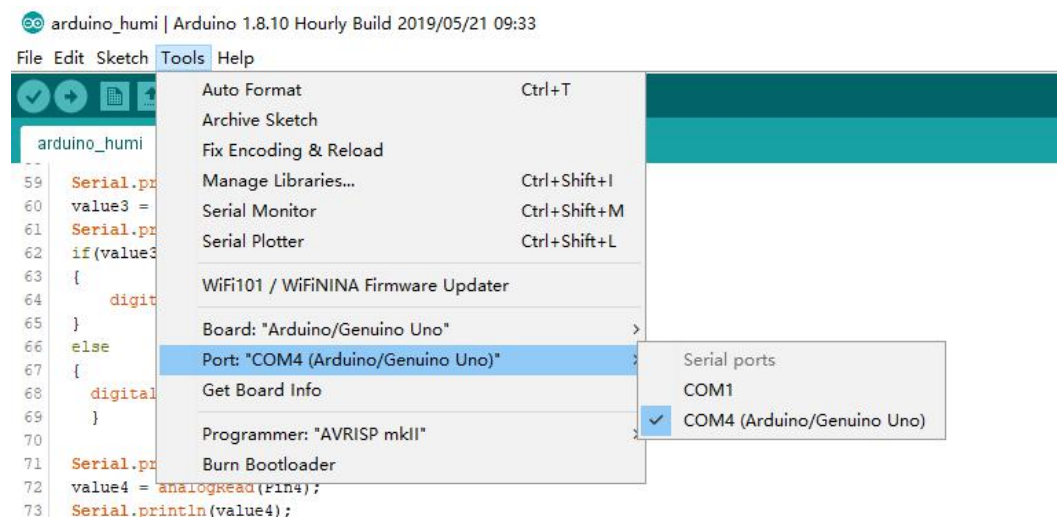 arduino_humi | Arduino 1.8.10 Hourly Build 2019/05/21 09:33
File Edit Sketch Tools Help
Auto Format Ctrl+T
Archive Sketch
Fix Encoding & Reload
Manage Libraries... Ctrl+Shift+I
Serial Monitor Ctrl+Shift+M
Serial Plotter Ctrl+Shift+L
WiFi101 / WiFiNINA Firmware Updater
Board: "Arduino/Genuino Uno"
Port: "COM4 (Arduino/Genuino Uno)"
Get Board Info
Programmer: "AVRISP mkII"
Burn Bootloader
Serial ports
COM1
COM4 (Arduino/Genuino Uno)
arduino_humi
59 Serial.pr
60 value3 =
61 Serial.pr
62 if(value3
63 {
64 digit
65 }
66 else
67 {
68 digital
69 }
70
71 Serial.pr
72 value4 = analogRead(Pin4);
73 Serial.println(value4);